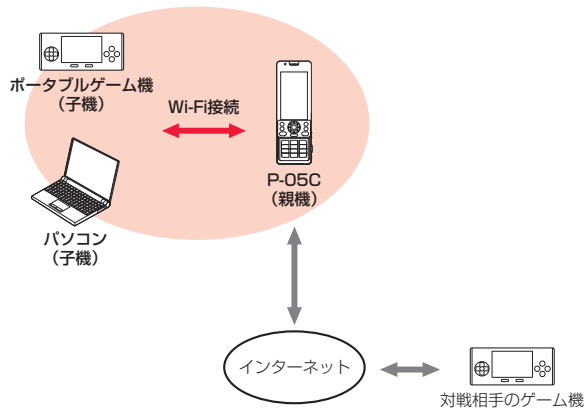 ポータブルゲーム機
（子機）
Wi-Fi接続
P-05C
（親機）
パソコン
（子機）
インターネット
対戦相手のゲーム機